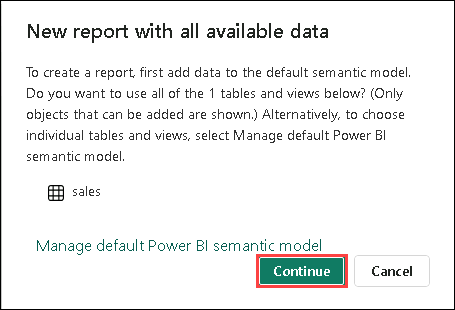 New report with all available data
To create a report, first add data to the default semantic model.
Do you want to use all of the 1 tables and views below? (Only
objects that can be added are shown.) Alternatively, to choose
individual tables and views, select Manage default Power BI
semantic model.
sales
Manage default Power BI semantic model
Continue
Cancel